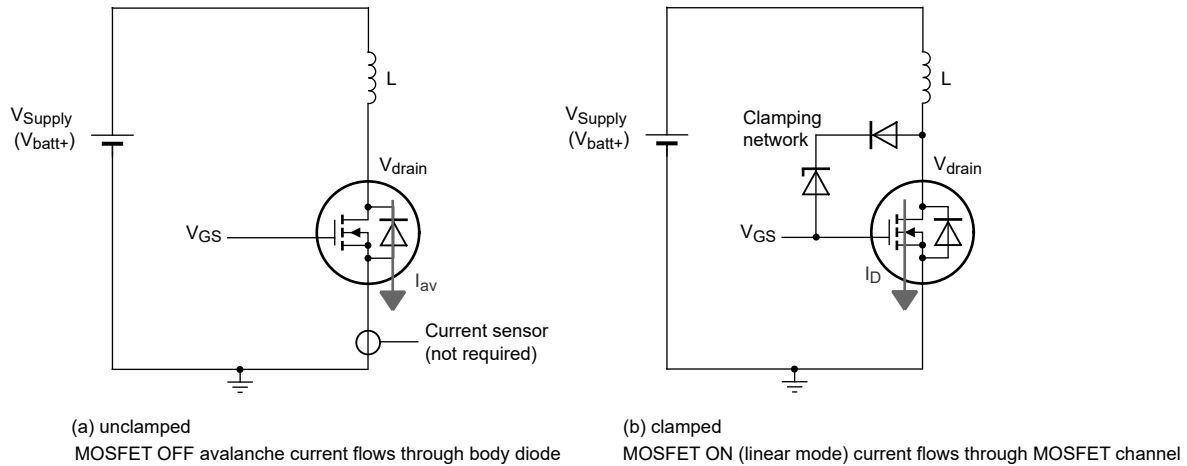 VSupply
(Vbatt+)
L
Vdrain
VGS
Iav
Current sensor
(not required)
(a) unclamped
MOSFET OFF avalanche current flows through body diode
VSupply
(Vbatt+)
L
Clamping
network
Vdrain
VGS
ID
(b) clamped
MOSFET ON (linear mode) current flows through MOSFET channel